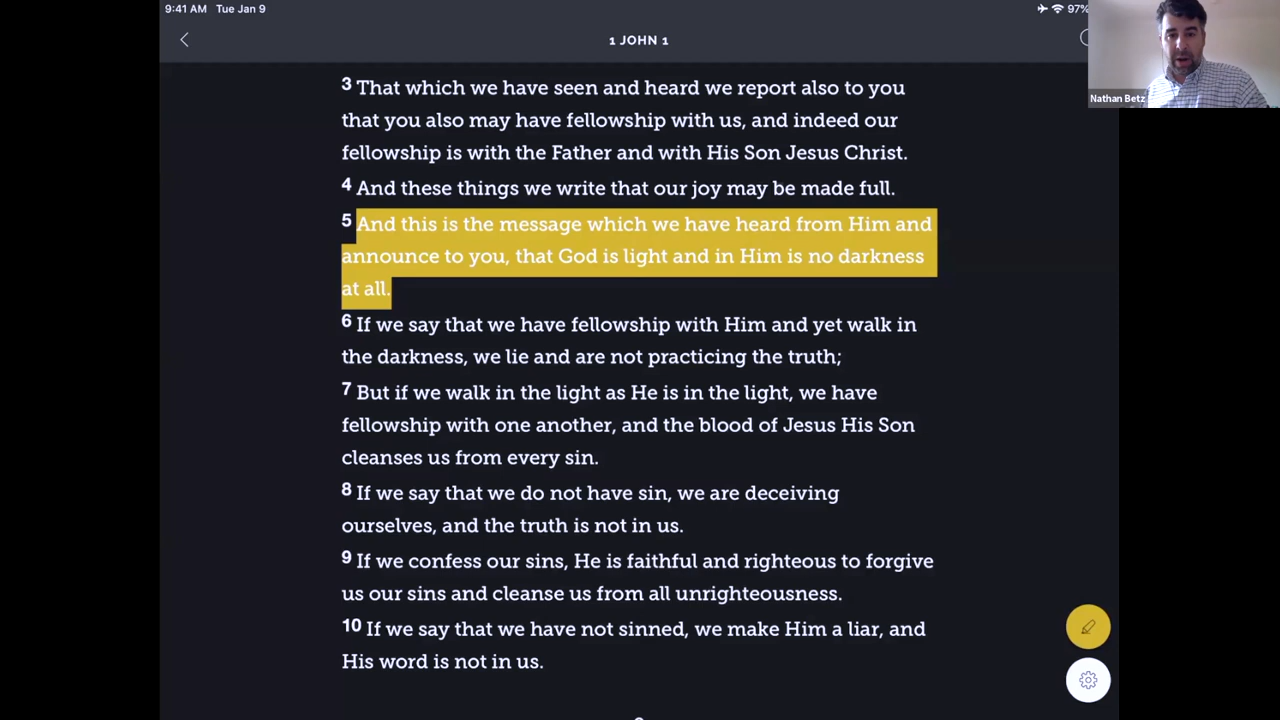 9:41 AM Tue Jan 9
97%
1 JOHN 1
Nathan Betz
3 That which we have seen and heard we report also to you
that you also may have fellowship with us, and indeed our
fellowship is with the Father and with His Son Jesus Christ.
4 And these things we write that our joy may be made full.
5 And this is the message which we have heard from Him and
announce to you, that God is light and in Him is no darkness
at all.
6 If we say that we have fellowship with Him and yet walk in
the darkness, we lie and are not practicing the truth;
7 But if we walk in the light as He is in the light, we have
fellowship with one another, and the blood of Jesus His Son
cleanses us from every sin.
8 If we say that we do not have sin, we are deceiving
ourselves, and the truth is not in us.
9 If we confess our sins, He is faithful and righteous to forgive
us our sins and cleanse us from all unrighteousness.
10 If we say that we have not sinned, we make Him a liar, and
His word is not in us.